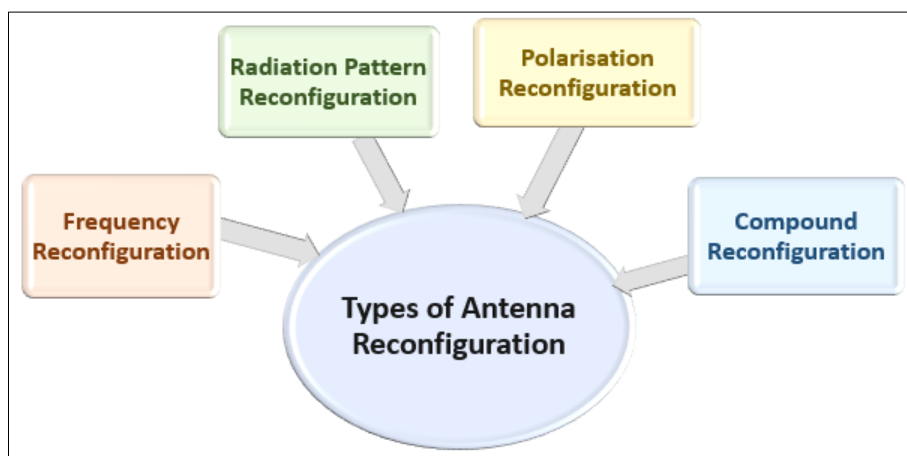 Radiation Pattern
Reconfiguration
Polarisation
Reconfiguration
Frequency
Reconfiguration
Compound
Reconfiguration
Types of Antenna
Reconfiguration